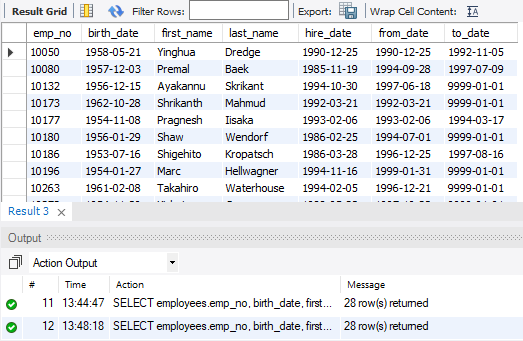 Result Grid Filter Rows: Export: Wrap Cell Content:
emp_no birth_date first_name last_name hire_date from_date to_date
10050 1958-05-21 Yinghua Dredge 1990-12-25 1990-12-25 1992-11-05
10080 1957-12-03 Premal Baek 1985-11-19 1994-09-28 1997-07-09
10132 1956-12-15 Ayakannu Skrikant 1994-10-30 1997-06-18 9999-01-01
10173 1962-10-28 Shrikanth Mahmud 1992-03-21 1992-03-21 9999-01-01
10177 1954-11-08 Pragnesh Iisaka 1993-02-06 1993-02-06 1994-03-17
10180 1956-01-29 Shaw Wendorf 1986-02-25 1994-07-01 9999-01-01
10186 1953-07-16 Shigehito Kropatsch 1986-03-28 1996-12-25 1997-08-16
10196 1954-01-27 Marc Hellwagner 1994-11-16 1999-01-31 9999-01-01
10263 1961-02-08 Takahiro Waterhouse 1994-02-05 1996-12-21 9999-01-01
Result 3
Output
Action Output
# Time Action Message
11 13:44:47 SELECT employees.emp_no, birth_date, first... 28 row(s) returned
12 13:48:18 SELECT employees.emp_no, birth_date, first... 28 row(s) returned